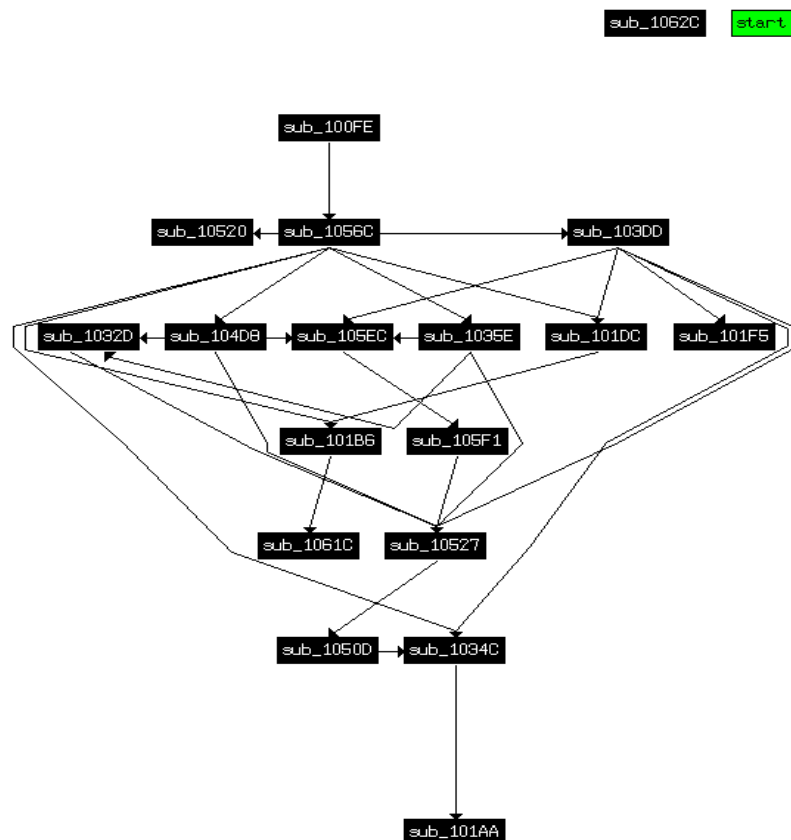 sub_1062C start
sub_100FE
sub_10520 sub_1056C sub_103DD
sub_1032D sub_104D8 sub_105EC sub_1035E sub_101DC sub_101F5
sub_101B6 sub_105F1
sub_1061C sub_10527
sub_1050D sub_1034C
sub_101AA